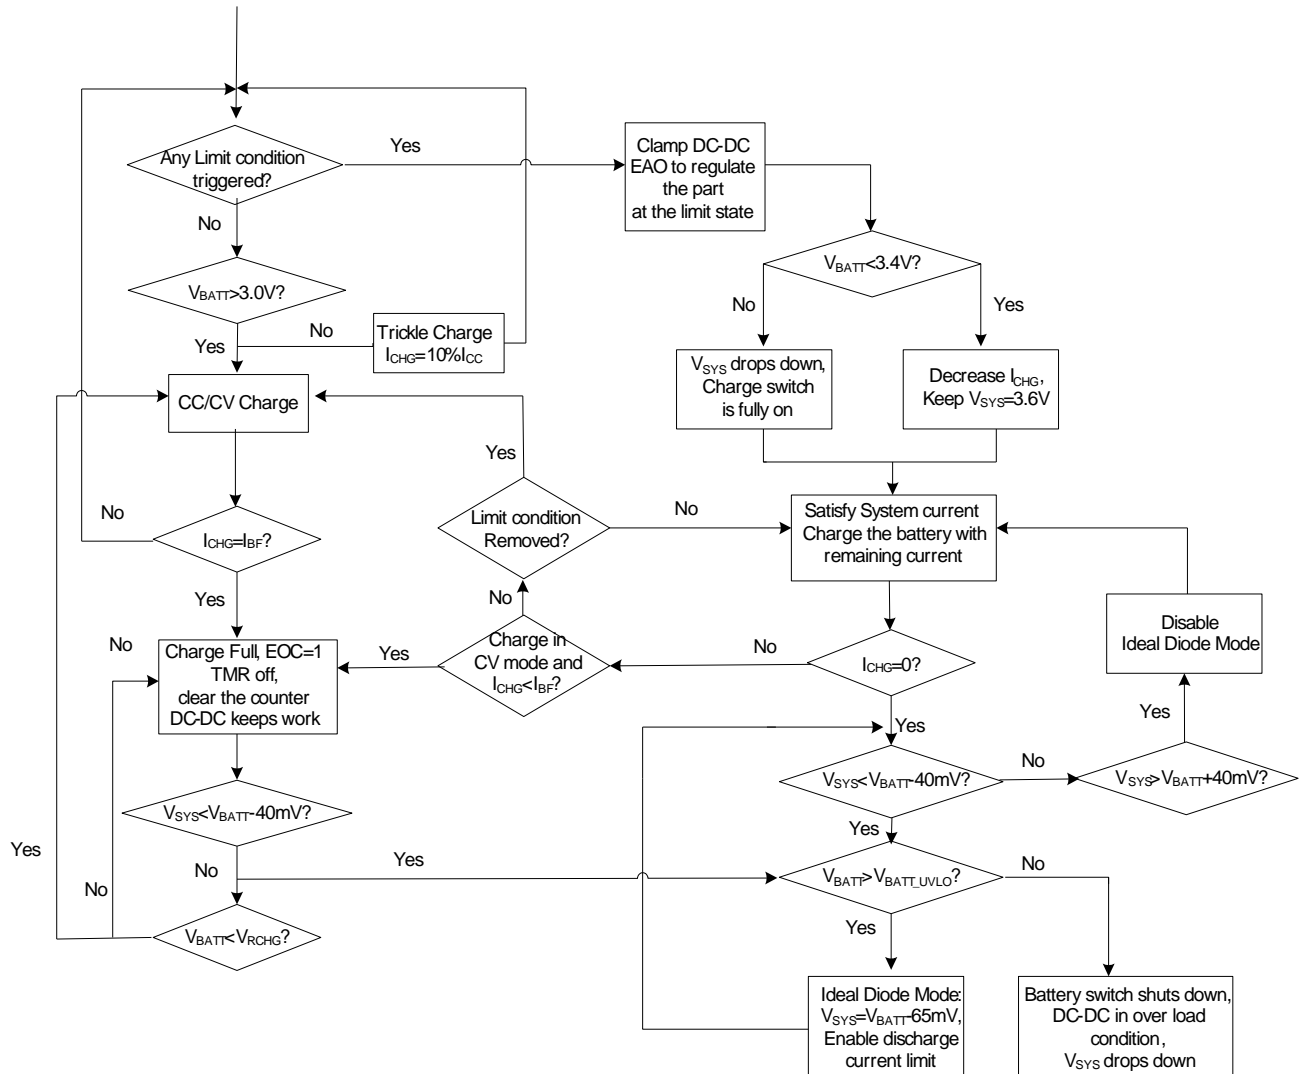 Any Limit condition
triggered?
Yes
Clamp DC-DC
EAO to regulate
the part
at the limit state
No
VBATT>3.0V?
VBATT<3.4V?
No
Yes
No
Yes
Trickle Charge
ICHG=10%ICC
VSYS drops down,
Charge switch
is fully on
Decrease ICHG,
Keep VSYS=3.6V
CC/CV Charge
Yes
No
Limit condition
Removed?
No
Satisfy System current
Charge the battery with
remaining current
ICHG=IBF?
Yes
No
Disable
Ideal Diode Mode
No
Charge Full, EOC=1
TMR off,
clear the counter
DC-DC keeps work
Yes
Charge in
CV mode and
ICHG<IBF?
No
ICHG=0?
Yes
Yes
VSYS<VBATT-40mV?
No
VSYS>VBATT+40mV?
VSYS<VBATT-40mV?
Yes
Yes
No
Yes
No
VBATT>VBATT_UVLO?
No
VBATT<VRCHG?
Yes
Ideal Diode Mode:
VSYS=VBATT-65mV,
Enable discharge
current limit
Battery switch shuts down,
DC-DC in over load
condition,
VSYS drops down